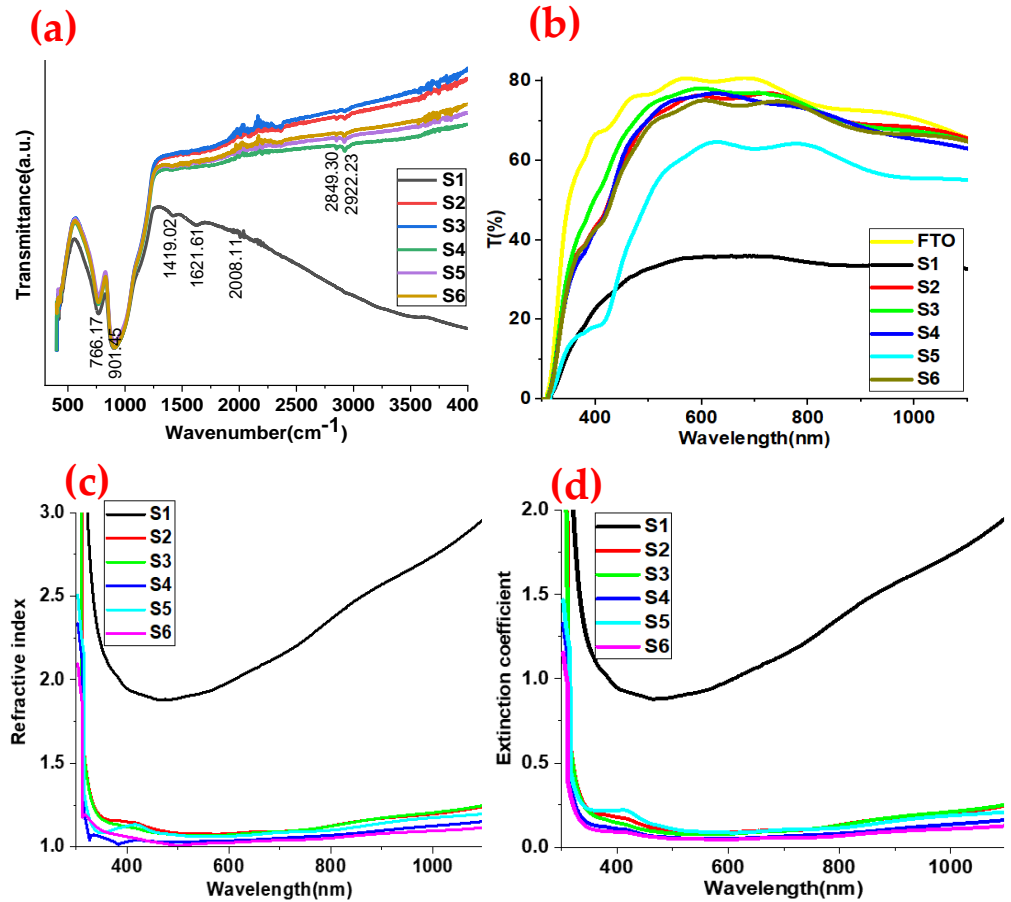 (a)
Transmittance(a.u.)
2849.30
2922.23
1419.02
1621.61
2008.11
766.17
901.45
S1
S2
S3
S4
S5
S6
500 1000 1500 2000 2500 3000 3500 400
Wavenumber(cm-1)
(b)
T(%)
80
60
40
20
0
FTO
S1
S2
S3
S4
S5
S6
400 600 800 1000
Wavelength(nm)
(c)
Refractive index
3.0
2.5
2.0
1.5
1.0
S1
S2
S3
S4
S5
S6
400 600 800 1000
Wavelength(nm)
(d)
Extinction coefficient
2.0
1.5
1.0
0.5
0.0
S1
S2
S3
S4
S5
S6
400 600 800 1000
Wavelength(nm)